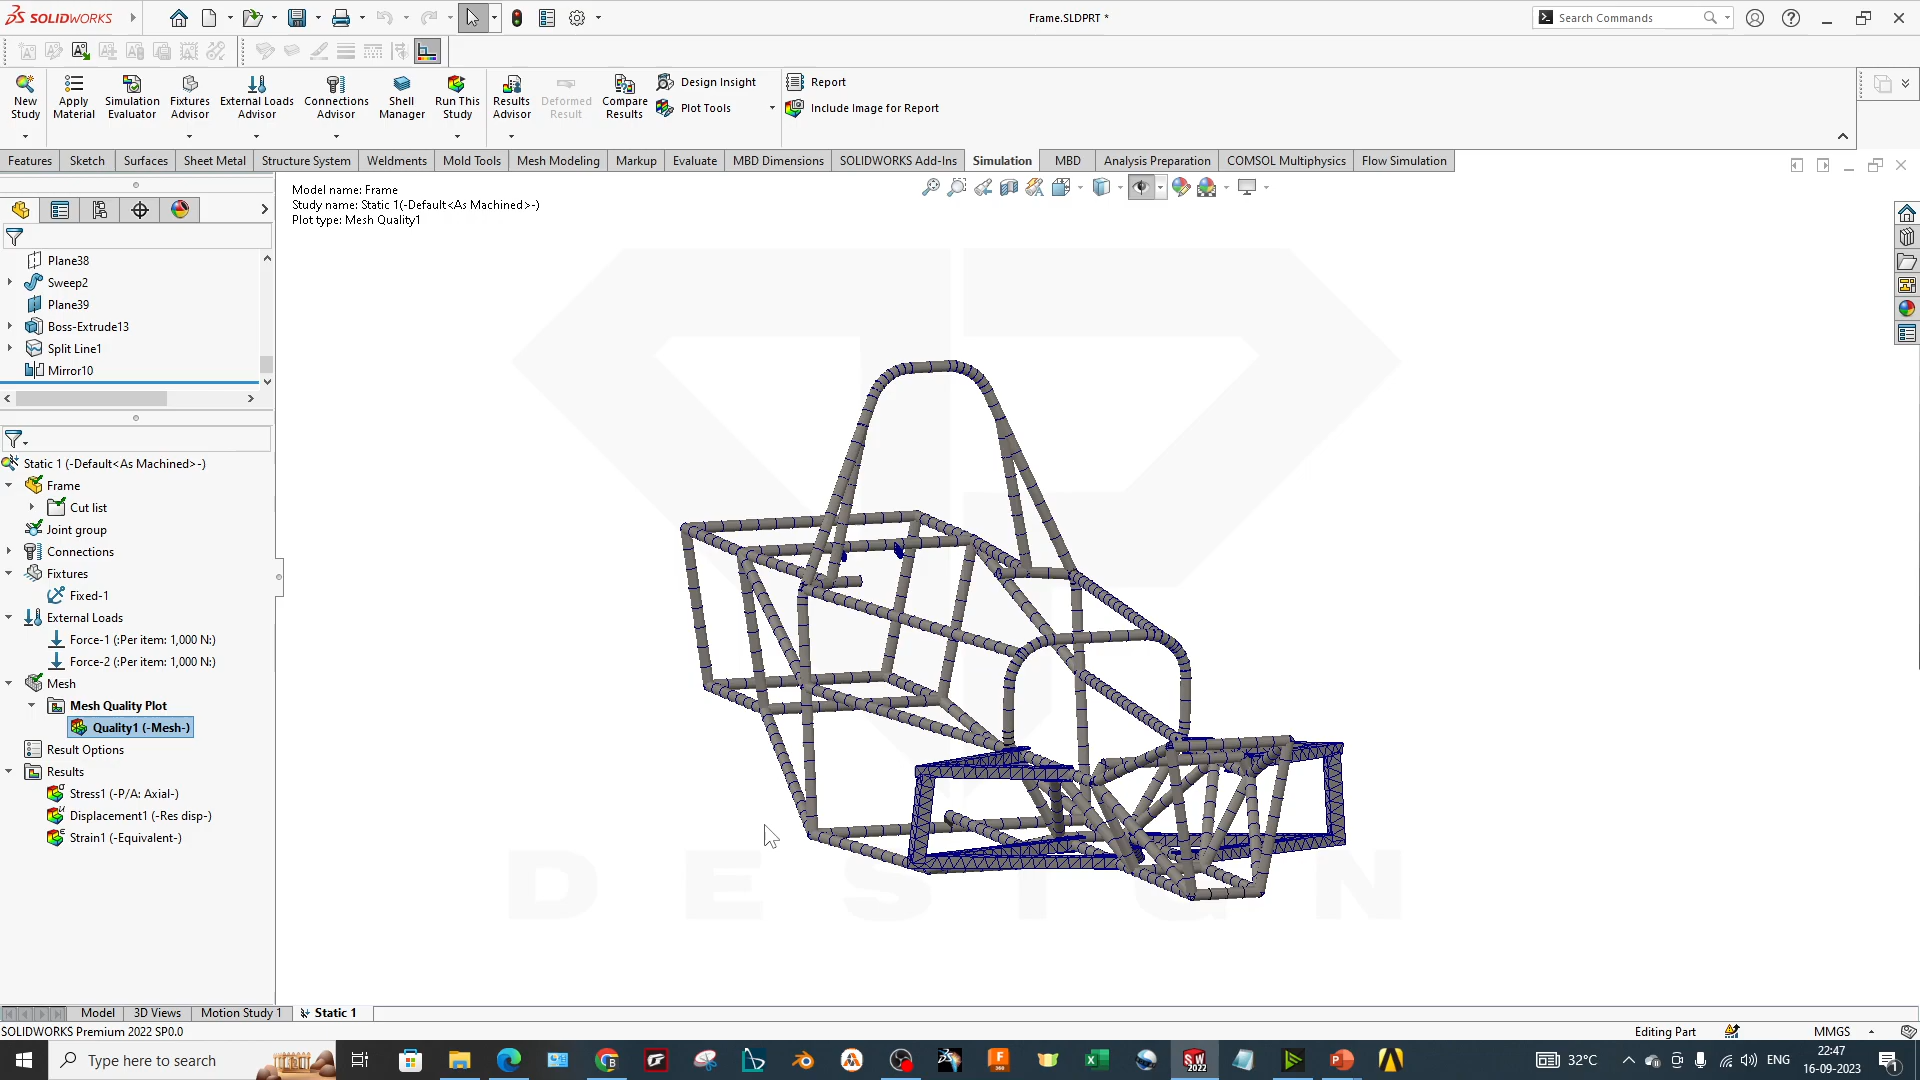 SOLIDWORKS
Frame.SLDPRT *
Search Commands
New Study
Apply Material
Simulation Evaluator
Fixtures Advisor
External Loads Advisor
Connections Advisor
Shell Manager
Run This Study
Results Advisor
Deformed Result
Compare Results
Design Insight
Plot Tools
Report
Include Image for Report
Features
Sketch
Surfaces
Sheet Metal
Structure System
Weldments
Mold Tools
Mesh Modeling
Markup
Evaluate
MBD Dimensions
SOLIDWORKS Add-Ins
Simulation
MBD
Analysis Preparation
COMSOL Multiphysics
Flow Simulation
Model name: Frame
Study name: Static 1(-Default<As Machined>-)
Plot type: Mesh Quality1
Plane38
Sweep2
Plane39
Boss-Extrude13
Split Line1
Mirror10
Static 1 (-Default<As Machined>-)
Frame
Cut list
Joint group
Connections
Fixtures
Fixed-1
External Loads
Force-1 (:Per item: 1,000 N:)
Force-2 (:Per item: 1,000 N:)
Mesh
Mesh Quality Plot
Quality1 (-Mesh-)
Result Options
Results
Stress1 (-P/A: Axial-)
Displacement1 (-Res disp-)
Strain1 (-Equivalent-)
DESIGN
Model
3D Views
Motion Study 1
Static 1
SOLIDWORKS Premium 2022 SP0.0
Editing Part
MMGS
Type here to search
32°C
ENG
22:47
16-09-2023